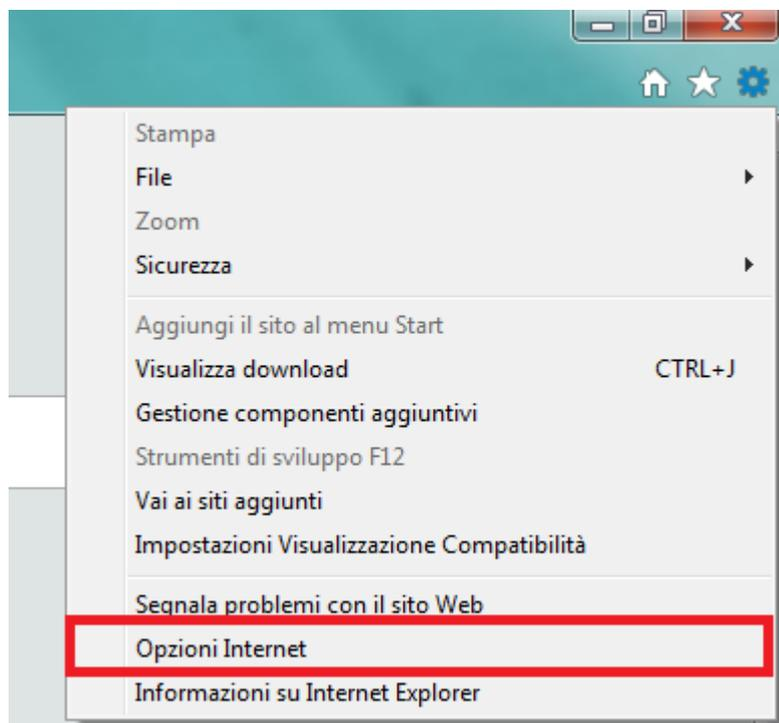 Stampa
File
Zoom
Sicurezza
Aggiungi il sito al menu Start
Visualizza download CTRL+J
Gestione componenti aggiuntivi
Strumenti di sviluppo F12
Vai ai siti aggiunti
Impostazioni Visualizzazione Compatibilità
Segnala problemi con il sito Web
Opzioni Internet
Informazioni su Internet Explorer